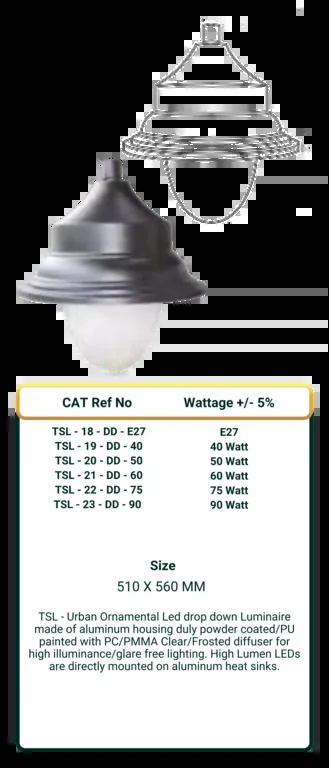 CAT Ref No Wattage +/- 5%
TSL - 18 - DD - E27 E27
TSL - 19 - DD - 40 40 Watt
TSL - 20 - DD - 50 50 Watt
TSL - 21 - DD - 60 60 Watt
TSL - 22 - DD - 75 75 Watt
TSL - 23 - DD - 90 90 Watt
Size
510 X 560 MM
TSL - Urban Ornamental Led drop down Luminaire
made of aluminum housing duly powder coated/PU
painted with PC/PMMA Clear/Frosted diffuser for
high illuminance/glare free lighting. High Lumen LEDs
are directly mounted on aluminum heat sinks.